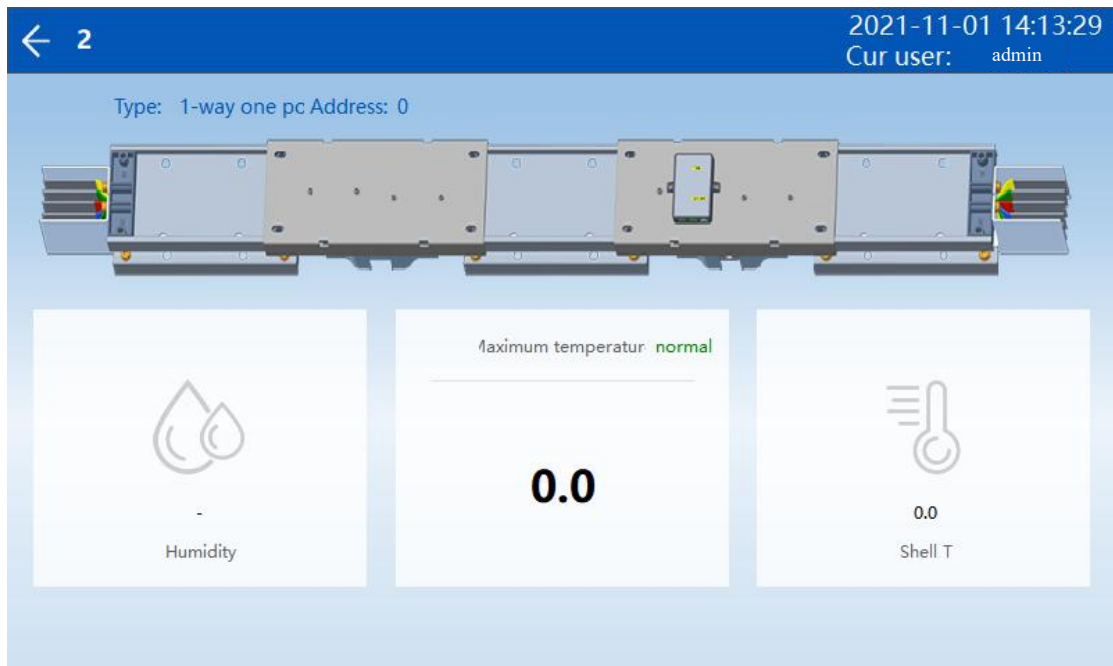 2
2021-11-01 14:13:29
Cur user: admin
Type: 1-way one pc Address: 0
Maximum temperatur normal
0.0
-
Humidity
0.0
Shell T